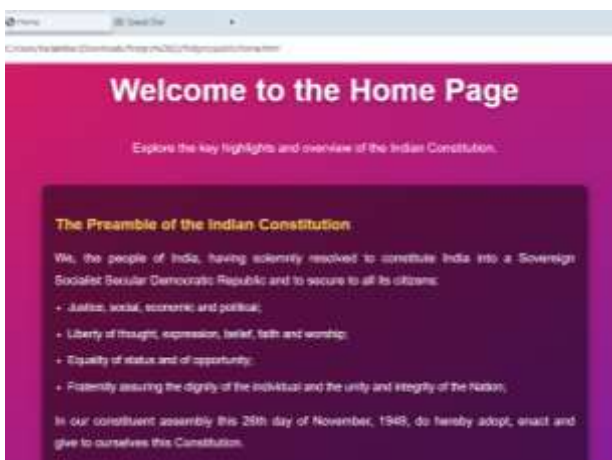 Home
Speed Dial
Welcome to the Home Page
Explore the key highlights and overview of the Indian Constitution.
The Preamble of the Indian Constitution
We, the people of India, having solemnly resolved to constitute India into a Sovereign
Socialist Secular Democratic Republic and to secure to all its citizens:
• Justice, social, economic and political;
• Liberty of thought, expression, belief, faith and worship;
• Equality of status and of opportunity;
• Fraternity assuring the dignity of the individual and the unity and integrity of the Nation;
In our constituent assembly this 26th day of November, 1949, do hereby adopt, enact and
give to ourselves this Constitution.